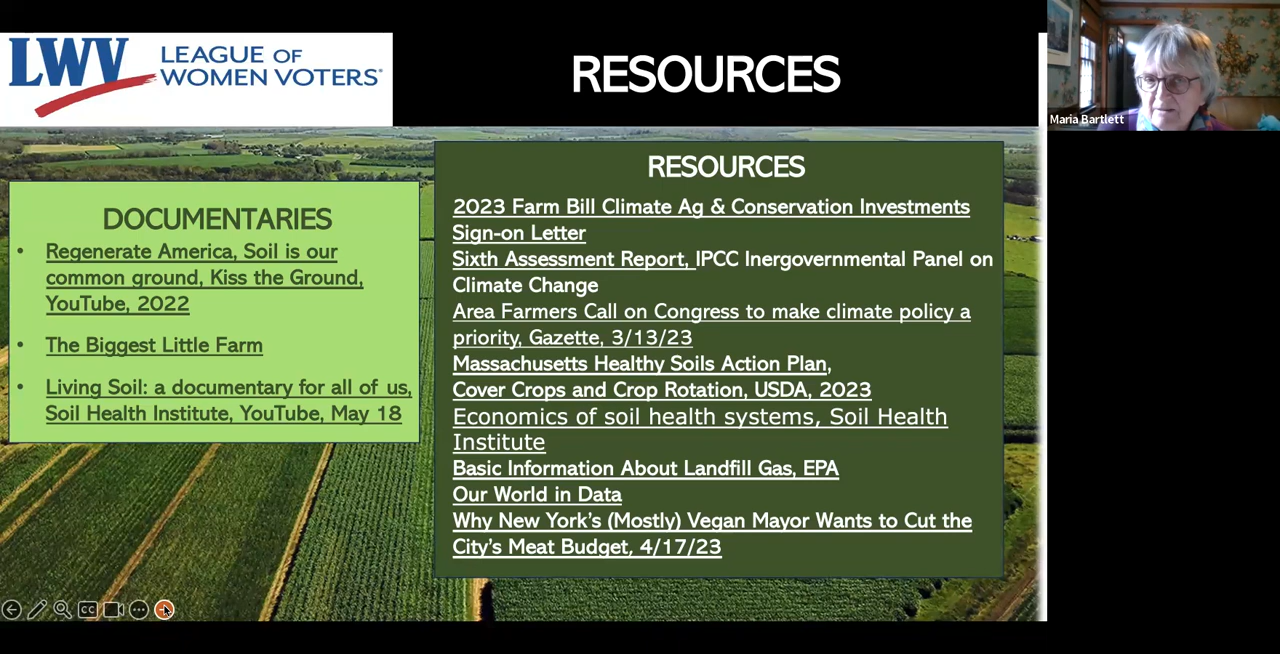 LWV LEAGUE OF
WOMEN VOTERS®
RESOURCES
Maria Bartlett
DOCUMENTARIES
• Regenerate America, Soil is our
common ground, Kiss the Ground,
YouTube, 2022
• The Biggest Little Farm
• Living Soil: a documentary for all of us,
Soil Health Institute, YouTube, May 18
RESOURCES
2023 Farm Bill Climate Ag & Conservation Investments
Sign-on Letter
Sixth Assessment Report, IPCC Inergovernmental Panel on
Climate Change
Area Farmers Call on Congress to make climate policy a
priority, Gazette, 3/13/23
Massachusetts Healthy Soils Action Plan,
Cover Crops and Crop Rotation, USDA, 2023
Economics of soil health systems, Soil Health
Institute
Basic Information About Landfill Gas, EPA
Our World in Data
Why New York's (Mostly) Vegan Mayor Wants to Cut the
City's Meat Budget, 4/17/23
CC